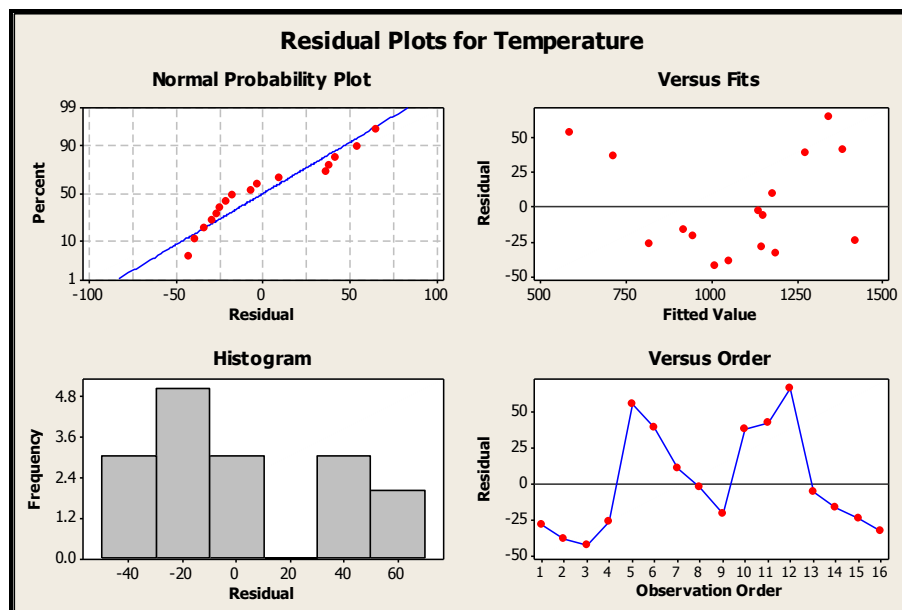 Residual Plots for Temperature
Normal Probability Plot
99
90
50
10
1
Percent
-100 -50 0 50 100
Residual
Versus Fits
50
25
0
-25
-50
Residual
500 750 1000 1250 1500
Fitted Value
Histogram
4.8
3.6
2.4
1.2
0.0
Frequency
-40 -20 0 20 40 60
Residual
Versus Order
50
25
0
-25
-50
Residual
1 2 3 4 5 6 7 8 9 10 11 12 13 14 15 16
Observation Order